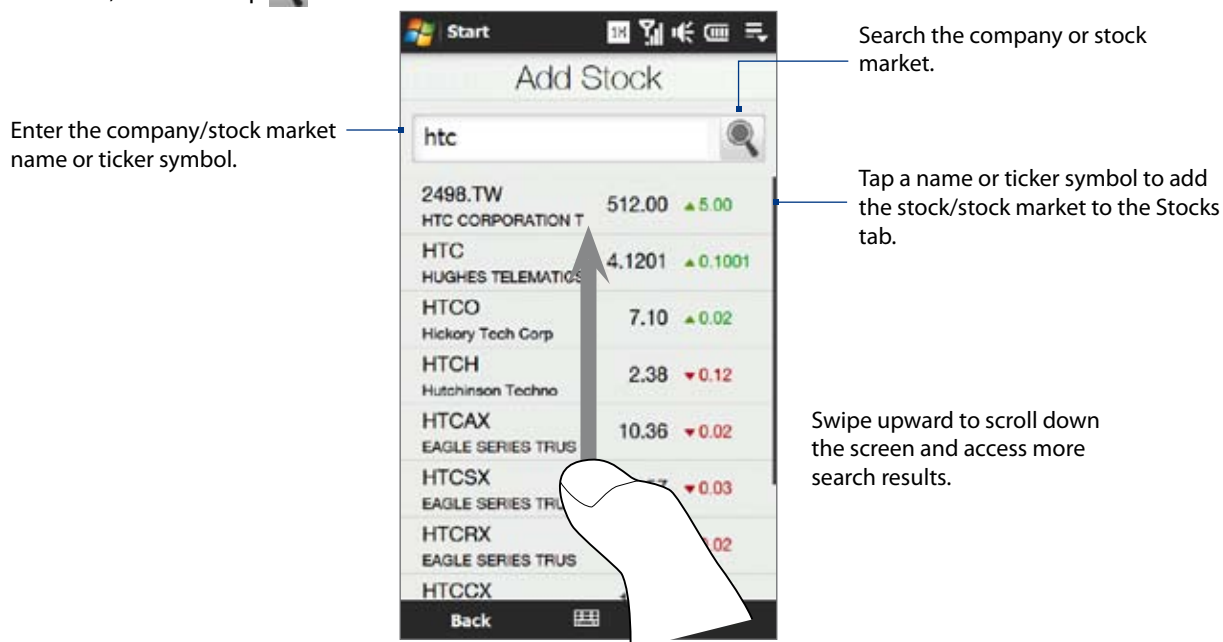 Start
Add Stock
Search the company or stock
market.
Enter the company/stock market
name or ticker symbol.
htc
Tap a name or ticker symbol to add
the stock/stock market to the Stocks
tab.
2498.TW 512.00 5.00
HTC CORPORATION T
HTC 4.1201 0.1001
HUGHES TELEMATICS
HTCO 7.10 0.02
Hickory Tech Corp
HTCH 2.38 0.12
Hutchinson Techno
HTCAX 10.36 0.02
EAGLE SERIES TRUS
Swipe upward to scroll down
the screen and access more
search results.
HTCSX 0.03
EAGLE SERIES TRU
HTCRX .02
EAGLE SERIES TRUS
HTCCX
Back